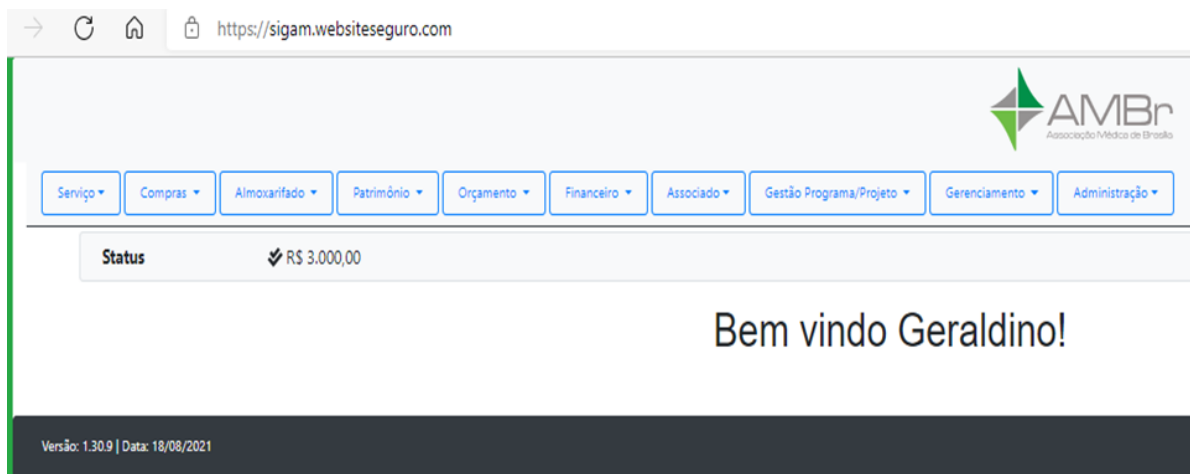 https://sigam.websiteseguro.com
AMBr
Associação Médica de Brasília
Serviço Compras Almoxarifado Patrimônio Orçamento Financeiro Associado Gestão Programa/Projeto Gerenciamento Administração
Status R$ 3.000,00
Bem vindo Geraldino!
Versão: 1.30.9 | Data: 18/08/2021